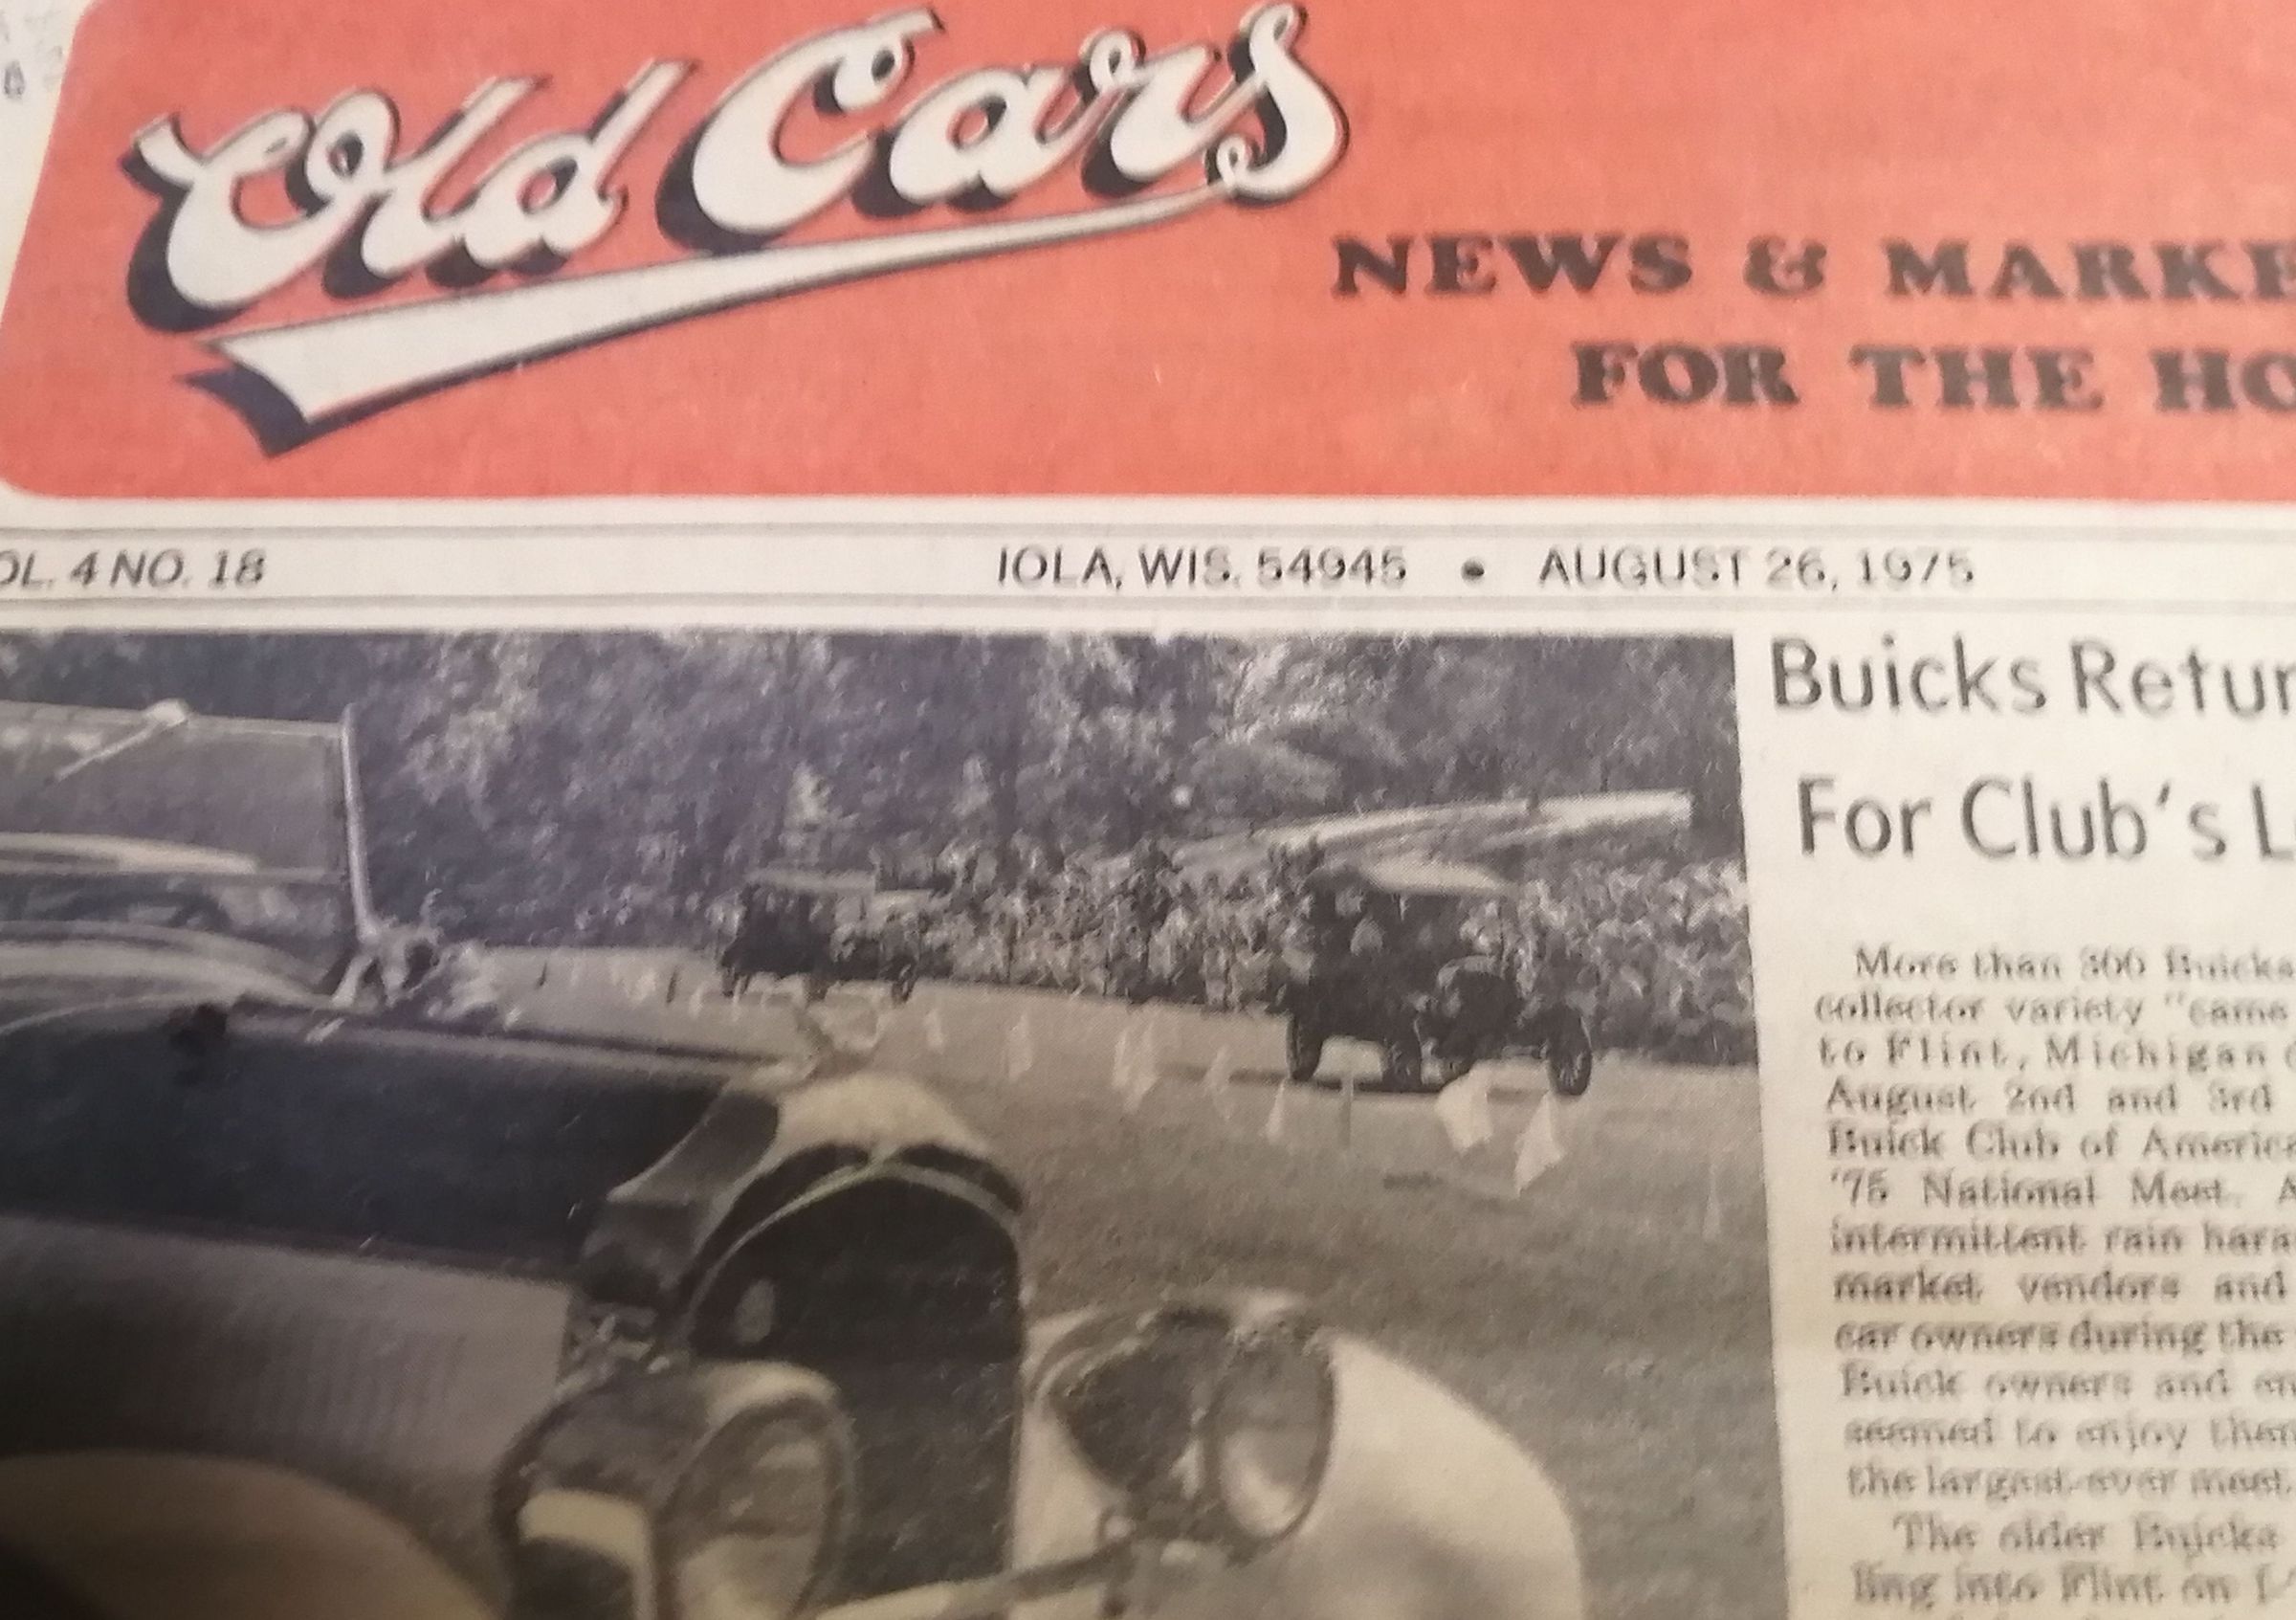 Old Cars
NEWS & MARKE
FOR THE HO
OL. 4 NO. 18
IOLA, WIS. 54945 • AUGUST 26, 1975
Buicks Retur
For Club's L
More than 300 Buicks
collector variety "came
to Flint, Michigan
August 2nd and 3rd
Buick Club of America
'75 National Meet. A
intermittent rain hara
market vendors and
car owners during the
Buick owners and en
seemed to enjoy them
the largest-ever meet.
The older Buicks
ling into Flint on I-